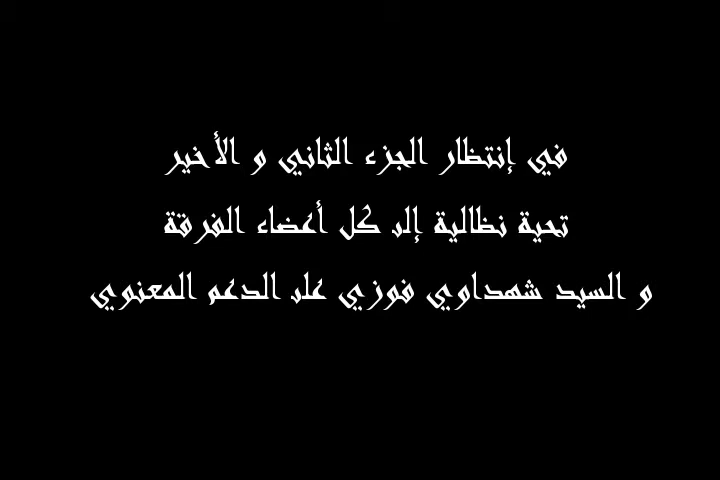 في إنتظار الجزء الثاني و الأخير
تحية نظالية إلى كل أعضاء الفرقة
و السيد شهداوي فوزي على الدعم المعنوي